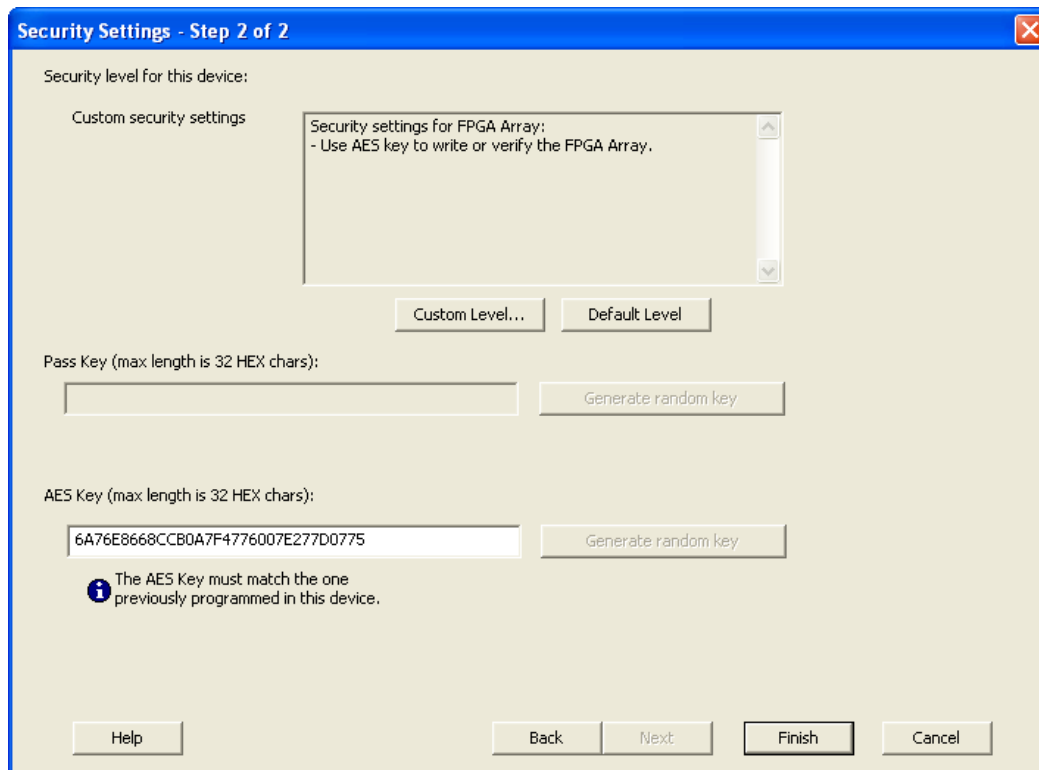 Security Settings - Step 2 of 2
Security level for this device:
Custom security settings
Security settings for FPGA Array:
- Use AES key to write or verify the FPGA Array.
Custom Level...
Default Level
Pass Key (max length is 32 HEX chars):
Generate random key
AES Key (max length is 32 HEX chars):
6A76E8668CCB0A7F4776007E277D0775
Generate random key
The AES Key must match the one
previously programmed in this device.
Help
Back
Next
Finish
Cancel